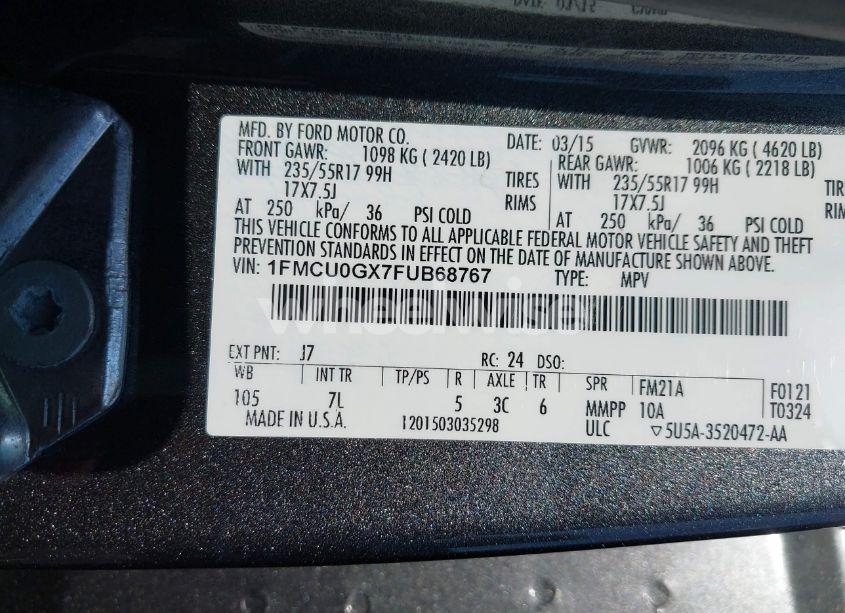 MFD. BY FORD MOTOR CO. DATE: 03/15 GVWR: 2096 KG ( 4620 LB)
FRONT GAWR: 1098 KG ( 2420 LB) REAR GAWR: 1006 KG ( 2218 LB)
WITH 235/55R17 99H TIRES WITH 235/55R17 99H TIRE
17X7.5J RIMS 17X7.5J RIMS
AT 250 kPa/ 36 PSI COLD AT 250 kPa/ 36 PSI COLD
THIS VEHICLE CONFORMS TO ALL APPLICABLE FEDERAL MOTOR VEHICLE SAFETY AND THEFT
PREVENTION STANDARDS IN EFFECT ON THE DATE OF MANUFACTURE SHOWN ABOVE.
VIN: 1FMCU0GX7FUB68767 TYPE: MPV
wheelwise
EXT PNT: J7 RC: 24 DSO:
WB INT TR TP/PS R AXLE TR SPR FM21A F0121
105 7L 5 3C 6 MMPP 10A T0324
MADE IN U.S.A. 1201503035298 ULC ▽5U5A-3520472-AA